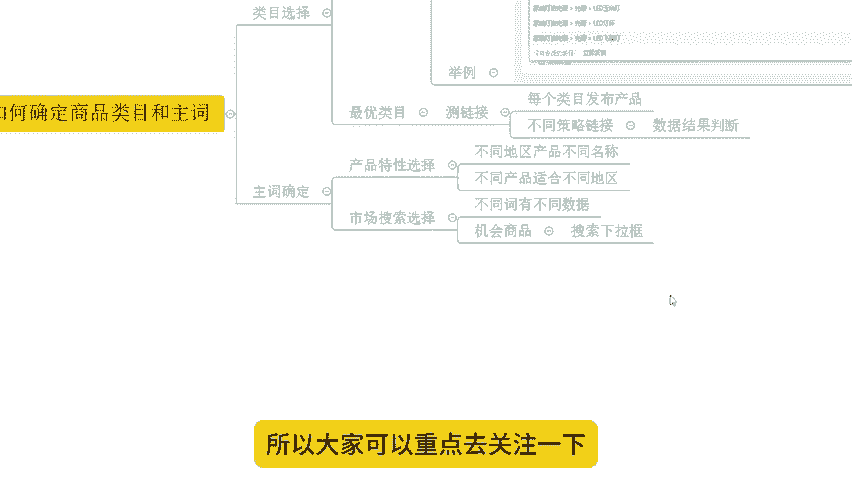 类目选择
举例
如何确定商品类目和主词
最优类目
测链接
每个类目发布产品
不同策略链接
数据结果判断
主词确定
产品特性选择
不同地区产品不同名称
不同产品适合不同地区
市场搜索选择
不同词有不同数据
机会商品
搜索下拉框
所以大家可以重点去关注一下